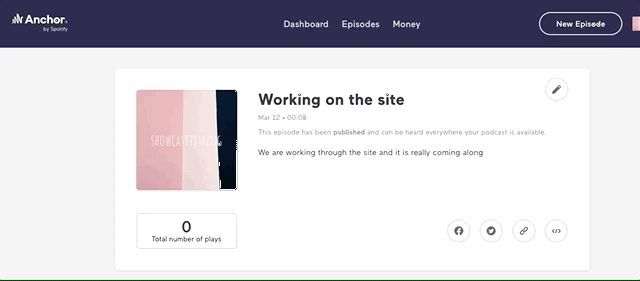 Anchor
by Spotify
Dashboard Episodes Money
New Episode
Working on the site
Mar 12 • 00:08
This episode has been published and can be heard everywhere your podcast is available.
We are working through the site and it is really coming along
0
Total number of plays